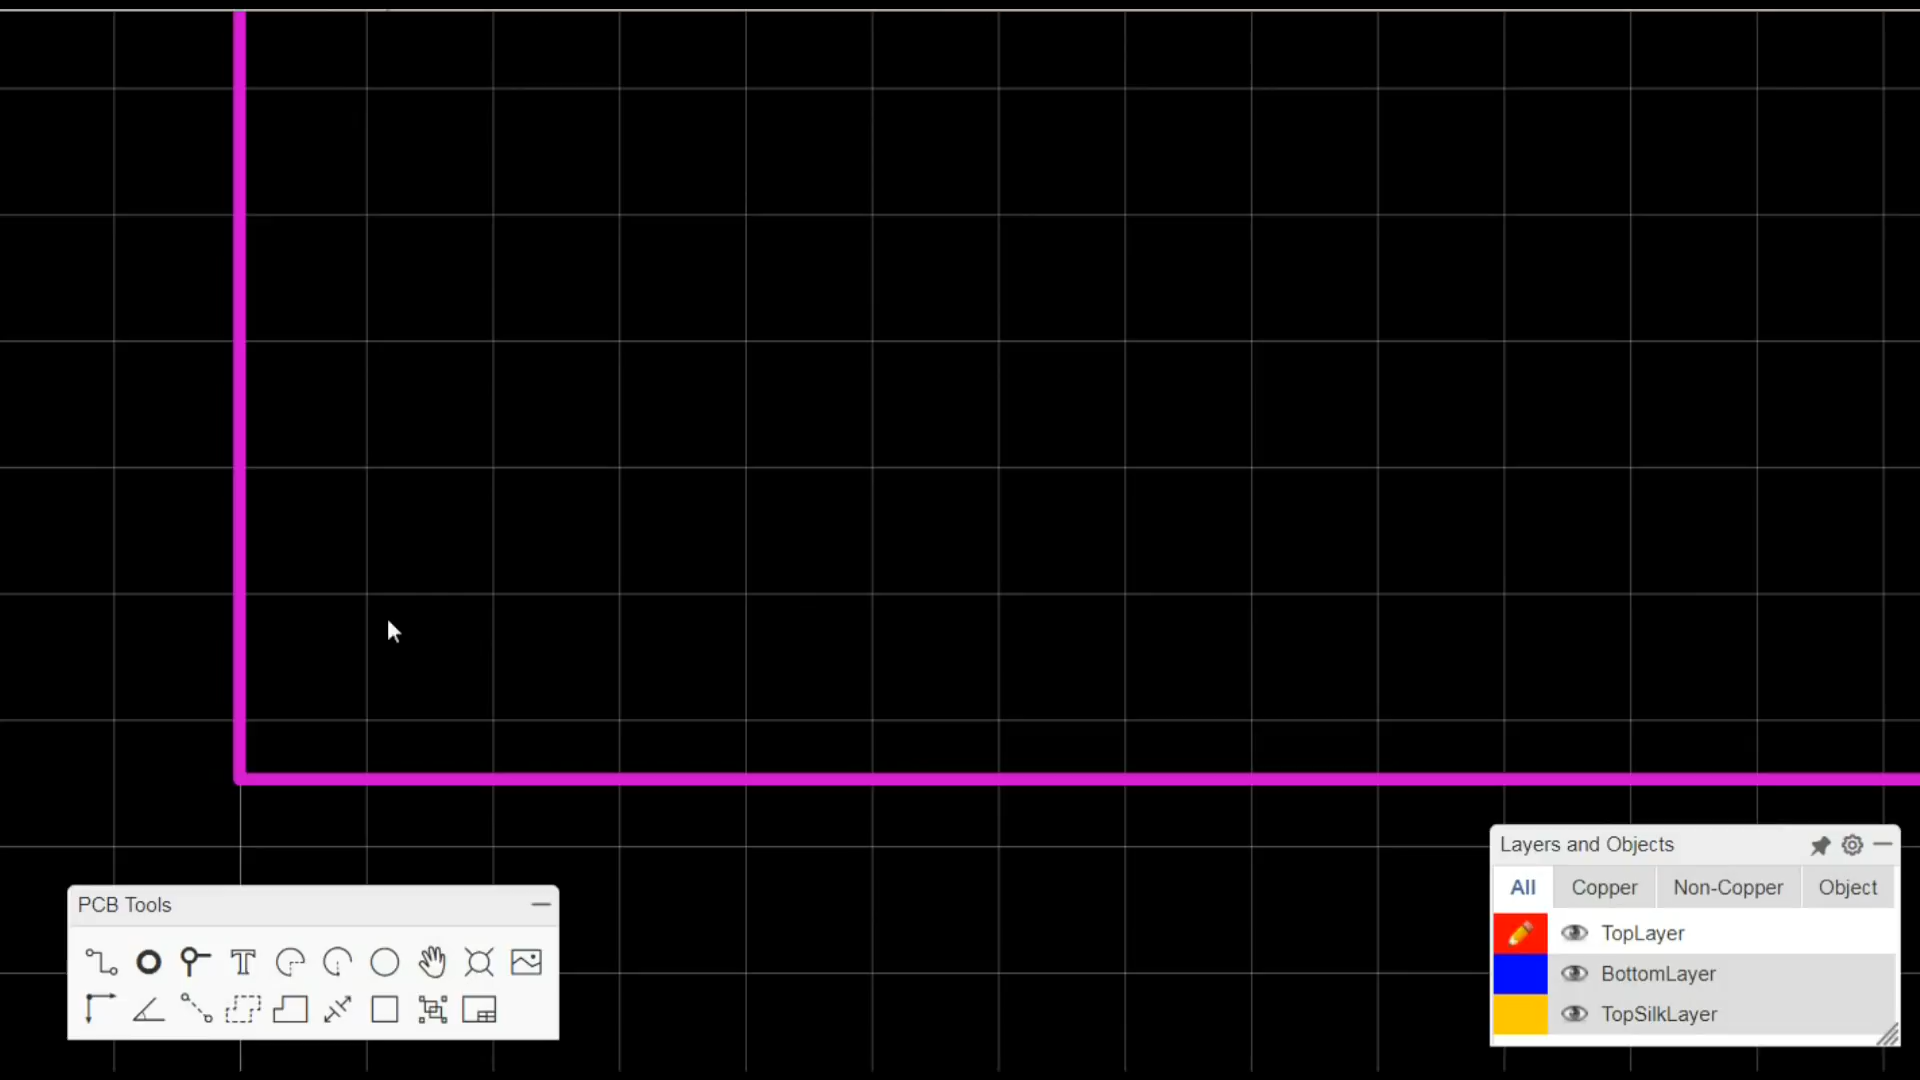 Layers and Objects
All Copper Non-Copper Object
TopLayer
BottomLayer
TopSilkLayer
PCB Tools
T